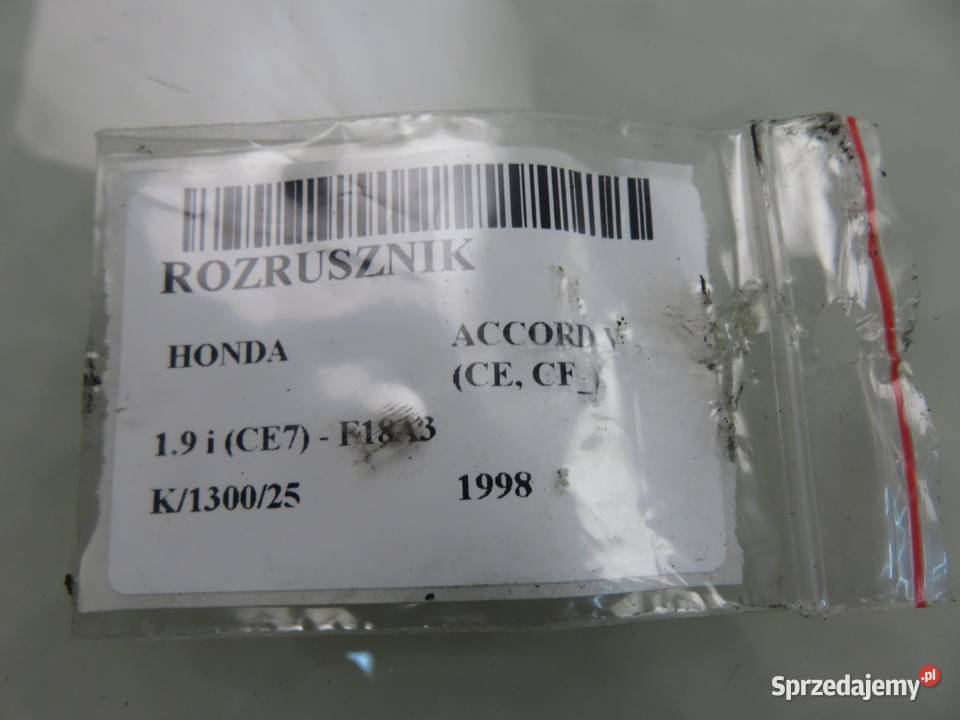 ROZRUSZNIK
HONDA
ACCORD V
(CE, CF_)
1.9 i (CE7) - F18A3
K/1300/25
1998
Sprzedajemy.pl